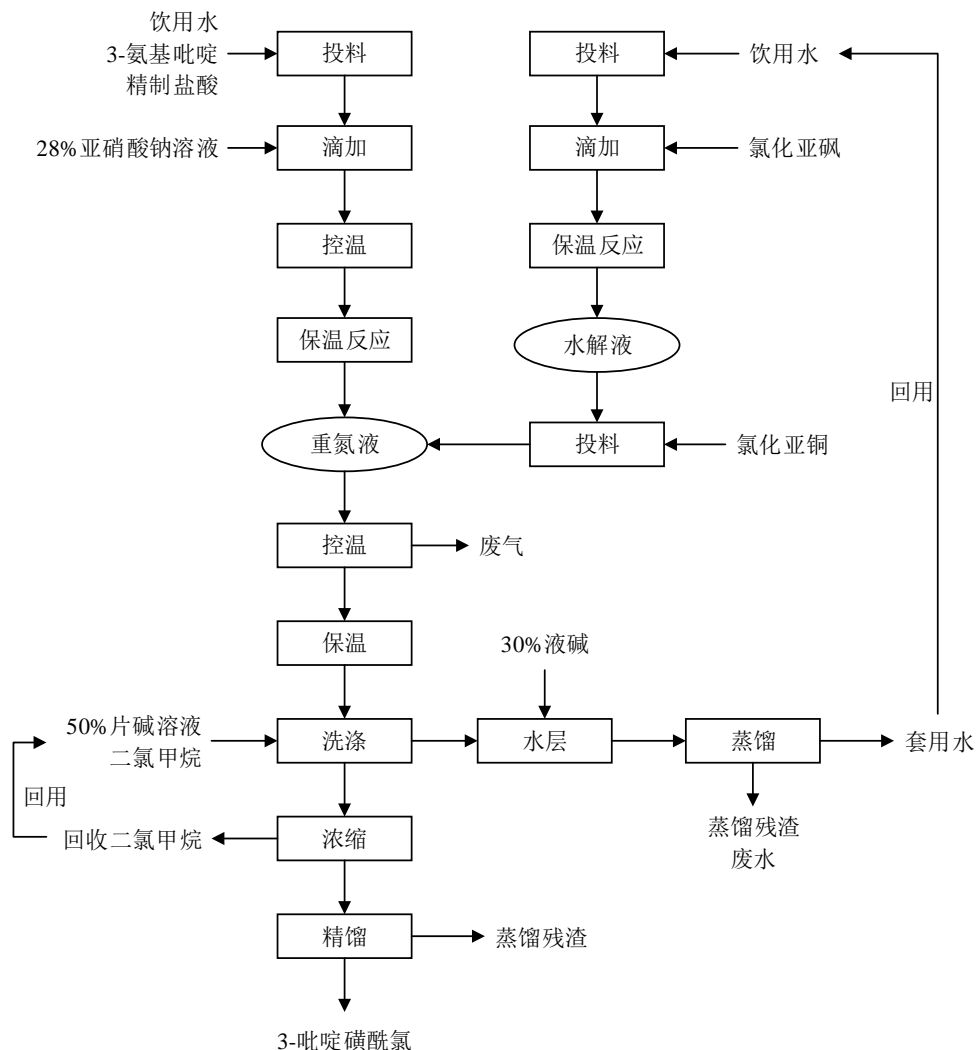 饮用水
3-氨基吡啶
精制盐酸
投料
投料
饮用水
28%亚硝酸钠溶液
滴加
滴加
氯化亚砜
控温
保温反应
保温反应
水解液
回用
重氮液
投料
氯化亚铜
控温
废气
保温
30%液碱
50%片碱溶液
二氯甲烷
洗涤
水层
蒸馏
套用水
回用
回收二氯甲烷
浓缩
蒸馏残渣
废水
精馏
蒸馏残渣
3-吡啶磺酰氯